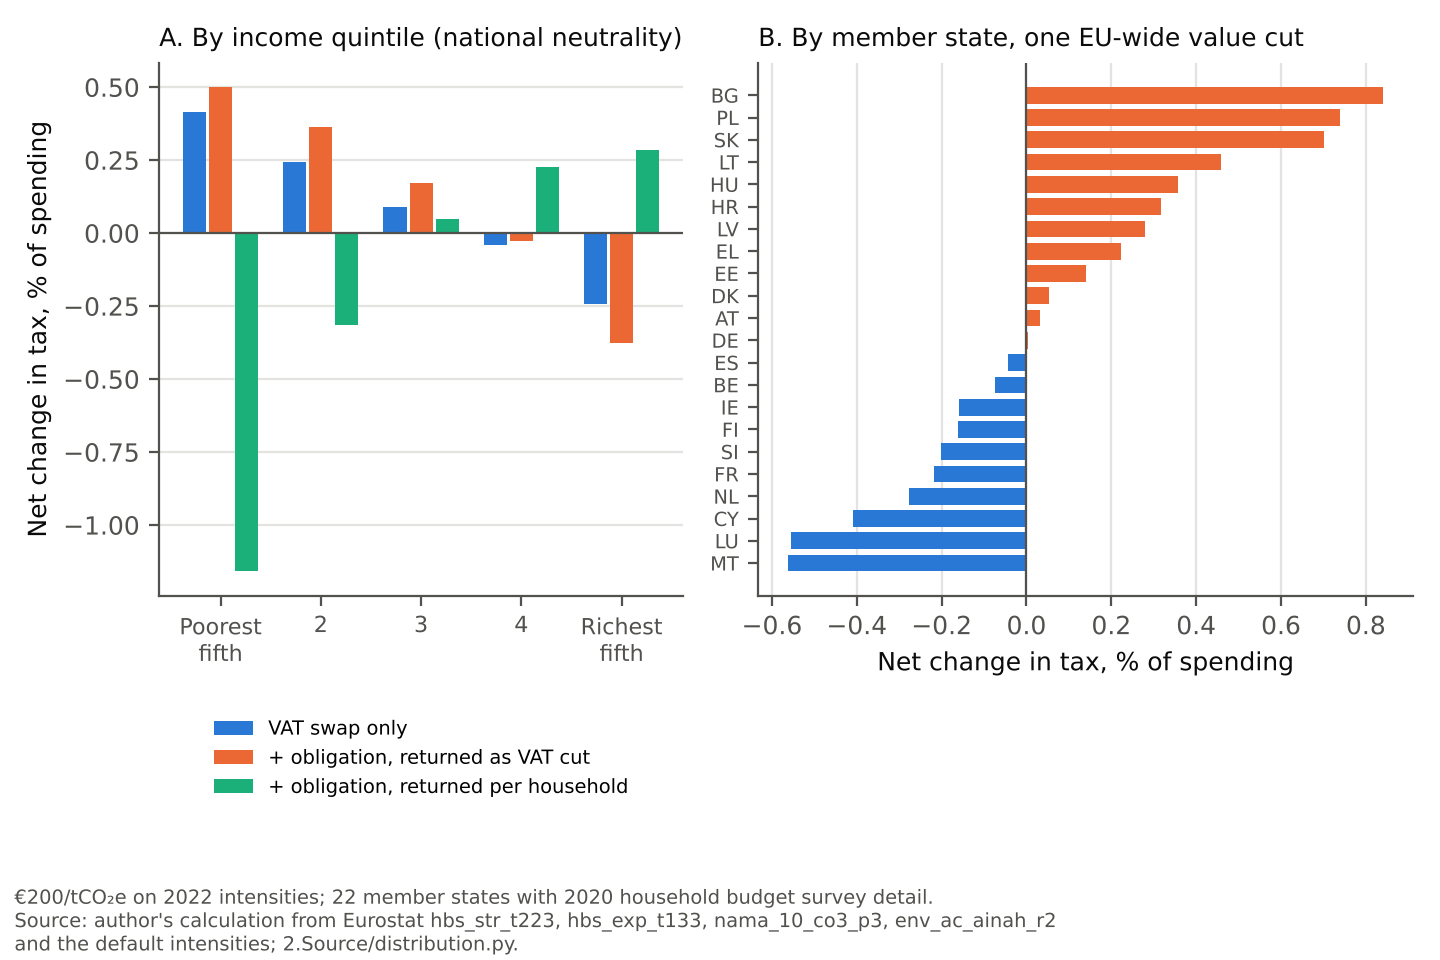 A. By income quintile (national neutrality)
Net change in tax, % of spending
0.50
0.25
0.00
−0.25
−0.50
−0.75
−1.00
Poorest
fifth
2
3
4
Richest
fifth
B. By member state, one EU-wide value cut
BG
PL
SK
LT
HU
HR
LV
EL
EE
DK
AT
DE
ES
BE
IE
FI
SI
FR
NL
CY
LU
MT
−0.6 −0.4 −0.2 0.0 0.2 0.4 0.6 0.8
Net change in tax, % of spending
VAT swap only
+ obligation, returned as VAT cut
+ obligation, returned per household
€200/tCO₂e on 2022 intensities; 22 member states with 2020 household budget survey detail.
Source: author's calculation from Eurostat hbs_str_t223, hbs_exp_t133, nama_10_co3_p3, env_ac_ainah_r2
and the default intensities; 2.Source/distribution.py.